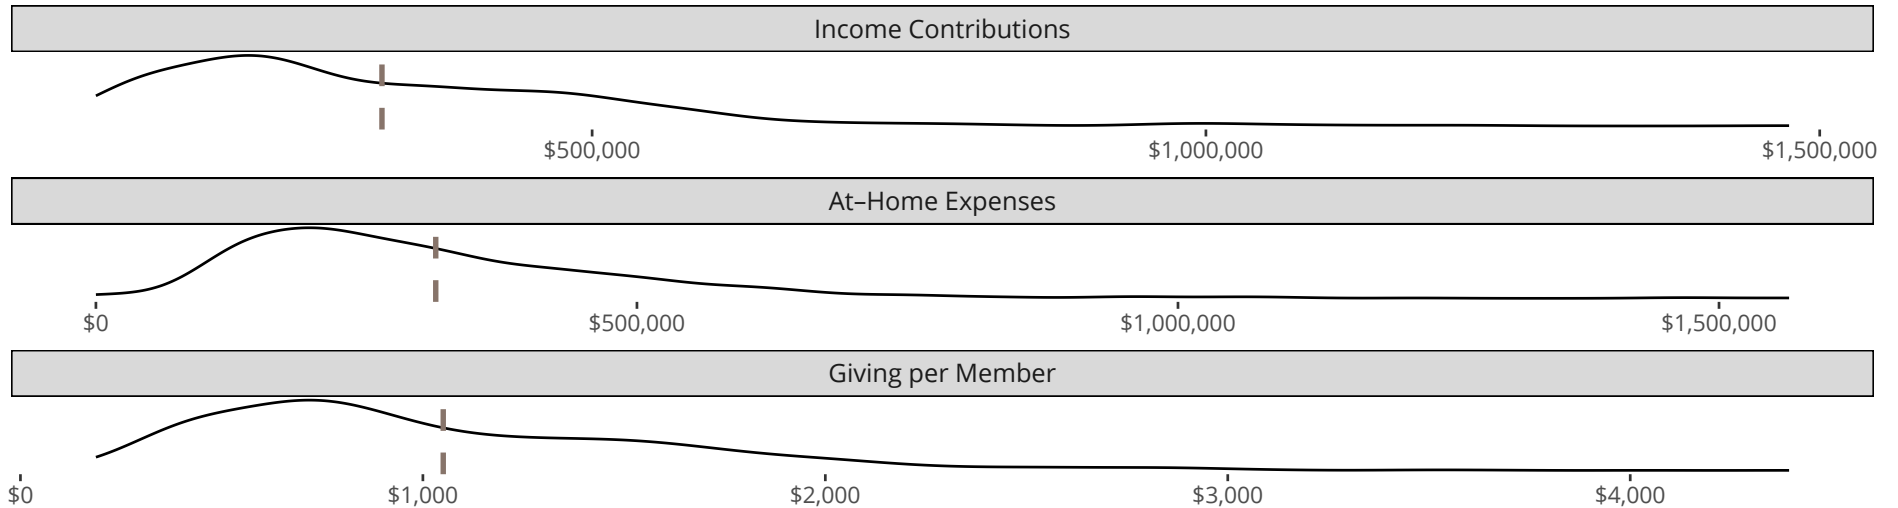 Income Contributions
$500,000 $1,000,000 $1,500,000
At–Home Expenses
$0 $500,000 $1,000,000 $1,500,000
Giving per Member
$0 $1,000 $2,000 $3,000 $4,000